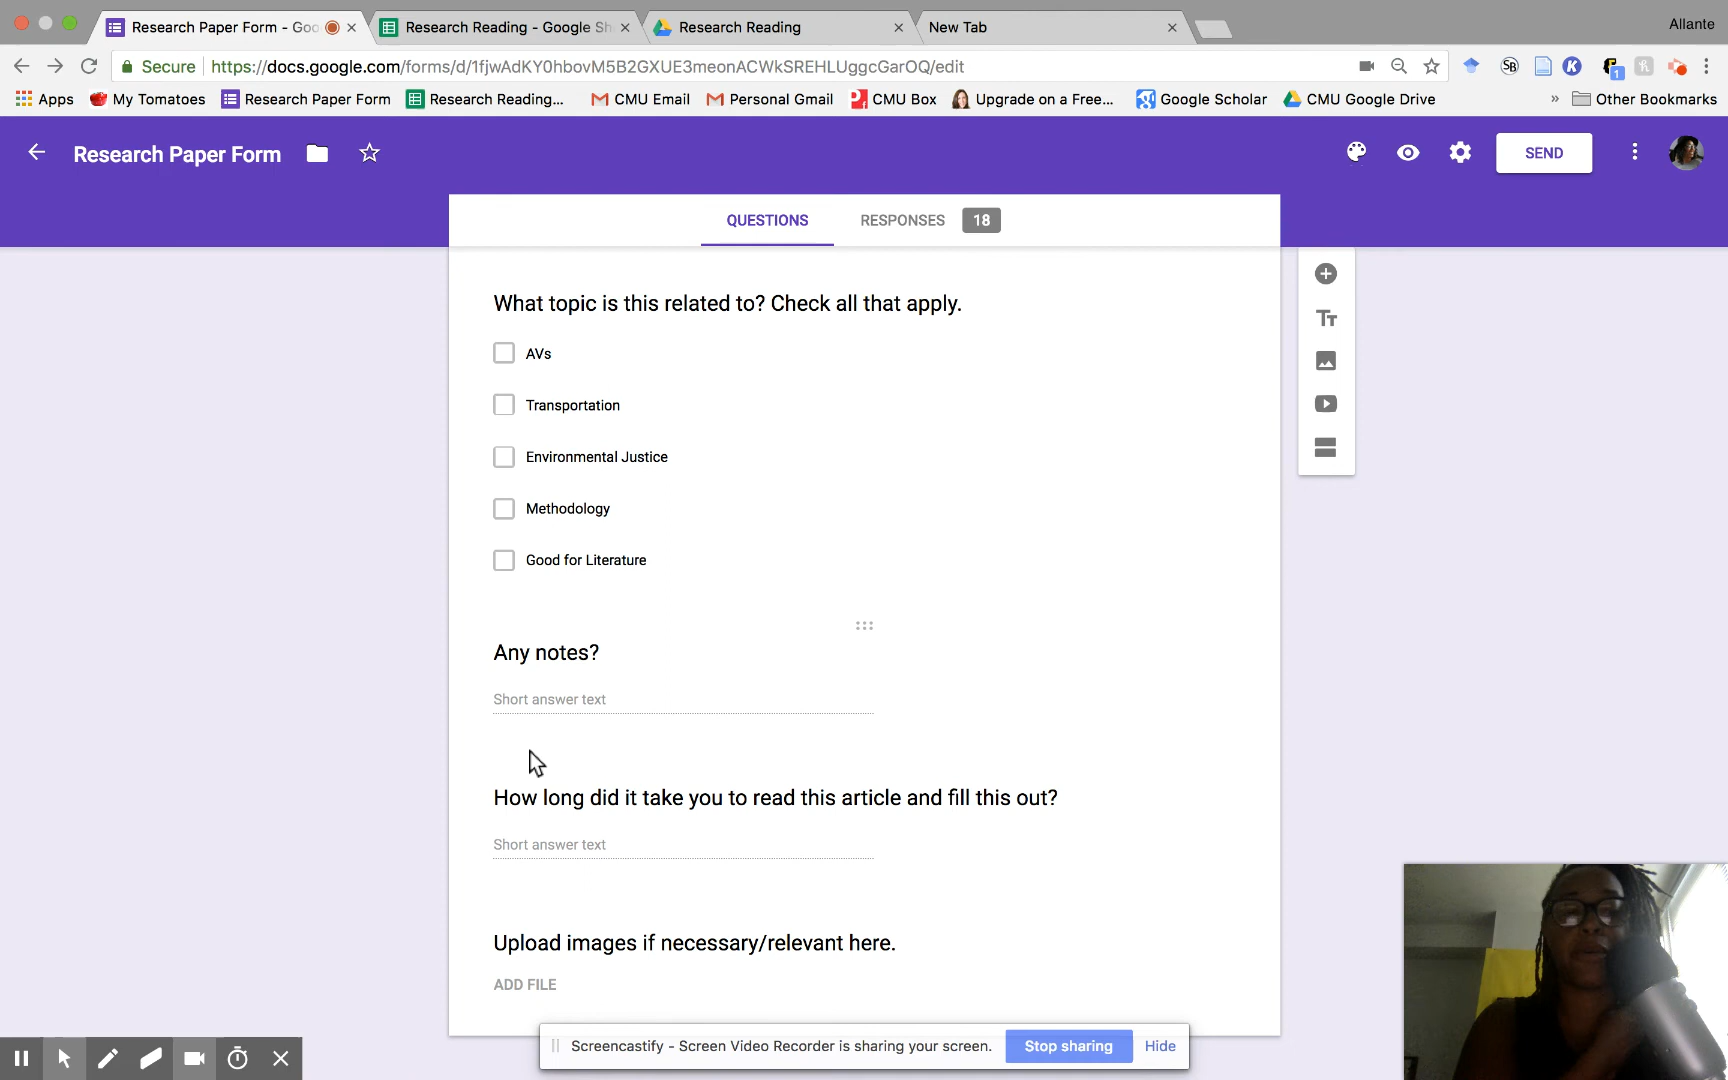 Research Paper Form - Goo
Research Reading - Google Sh
Research Reading
New Tab
Allante
Secure
https://docs.google.com/forms/d/1fjwAdKY0hbovM5B2GXUE3meonACWkSREHLUggcGarOQ/edit
SB
K
1
Apps
My Tomatoes
Research Paper Form
Research Reading...
CMU Email
Personal Gmail
CMU Box
Upgrade on a Free...
Google Scholar
CMU Google Drive
»
Other Bookmarks
Research Paper Form
SEND
QUESTIONS
RESPONSES
18
What topic is this related to? Check all that apply.
AVs
Transportation
Environmental Justice
Methodology
Good for Literature
Any notes?
Short answer text
How long did it take you to read this article and fill this out?
Short answer text
Upload images if necessary/relevant here.
ADD FILE
Screencastify - Screen Video Recorder is sharing your screen.
Stop sharing
Hide